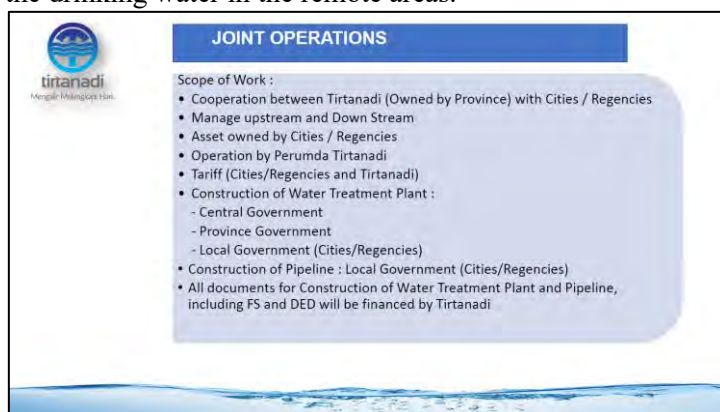 the drinking water in the remote areas.
JOINT OPERATIONS
tirtanadi
Mengalir Melangkah Hari
Scope of Work :
• Cooperation between Tirtanadi (Owned by Province) with Cities / Regencies
• Manage upstream and Down Stream
• Asset owned by Cities / Regencies
• Operation by Perumda Tirtanadi
• Tariff (Cities/Regencies and Tirtanadi)
• Construction of Water Treatment Plant :
- Central Government
- Province Government
- Local Government (Cities/Regencies)
• Construction of Pipeline : Local Government (Cities/Regencies)
• All documents for Construction of Water Treatment Plant and Pipeline,
including FS and DED will be financed by Tirtanadi